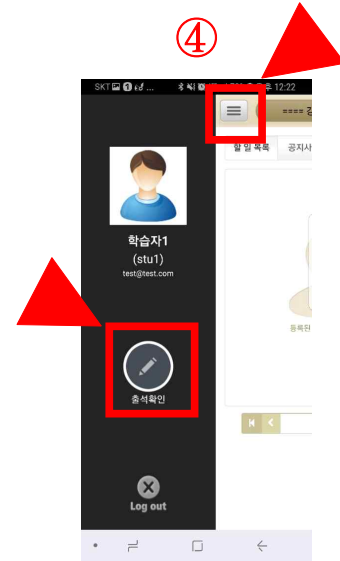 ④
SKT 12:22
==== 
할 일 목록 공지사
학습자1
(stu1)
test@test.com
등록된
출석확인
Log out